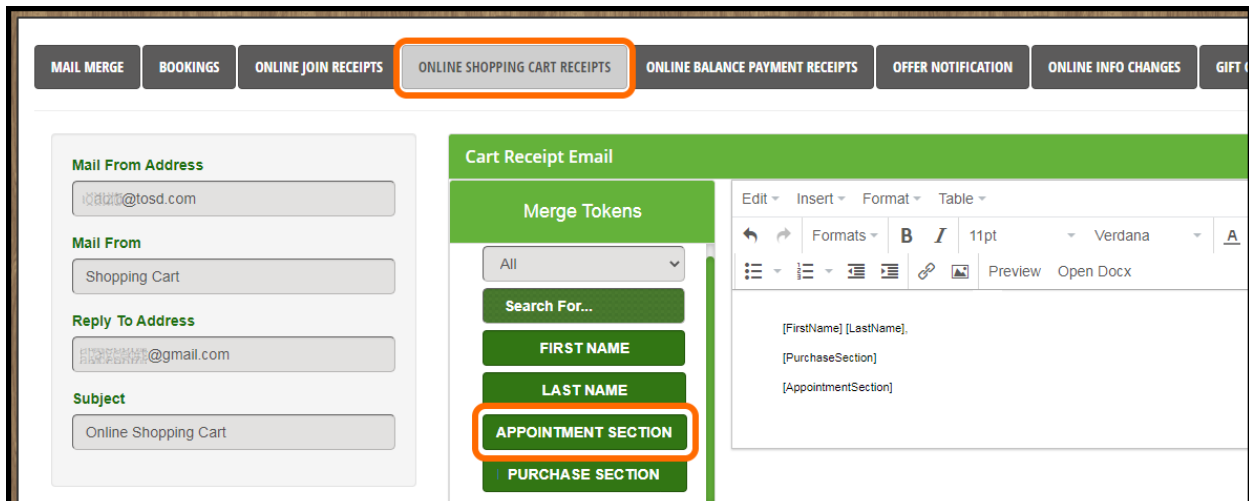 MAIL MERGE
BOOKINGS
ONLINE JOIN RECEIPTS
ONLINE SHOPPING CART RECEIPTS
ONLINE BALANCE PAYMENT RECEIPTS
OFFER NOTIFICATION
ONLINE INFO CHANGES
GIFT
Mail From Address
@tosd.com
Mail From
Shopping Cart
Reply To Address
@gmail.com
Subject
Online Shopping Cart
Cart Receipt Email
Merge Tokens
All
Search For...
FIRST NAME
LAST NAME
APPOINTMENT SECTION
PURCHASE SECTION
Edit Insert Format Table
Formats B I 11pt Verdana A
Preview Open Docx
[FirstName] [LastName],
[PurchaseSection]
[AppointmentSection]